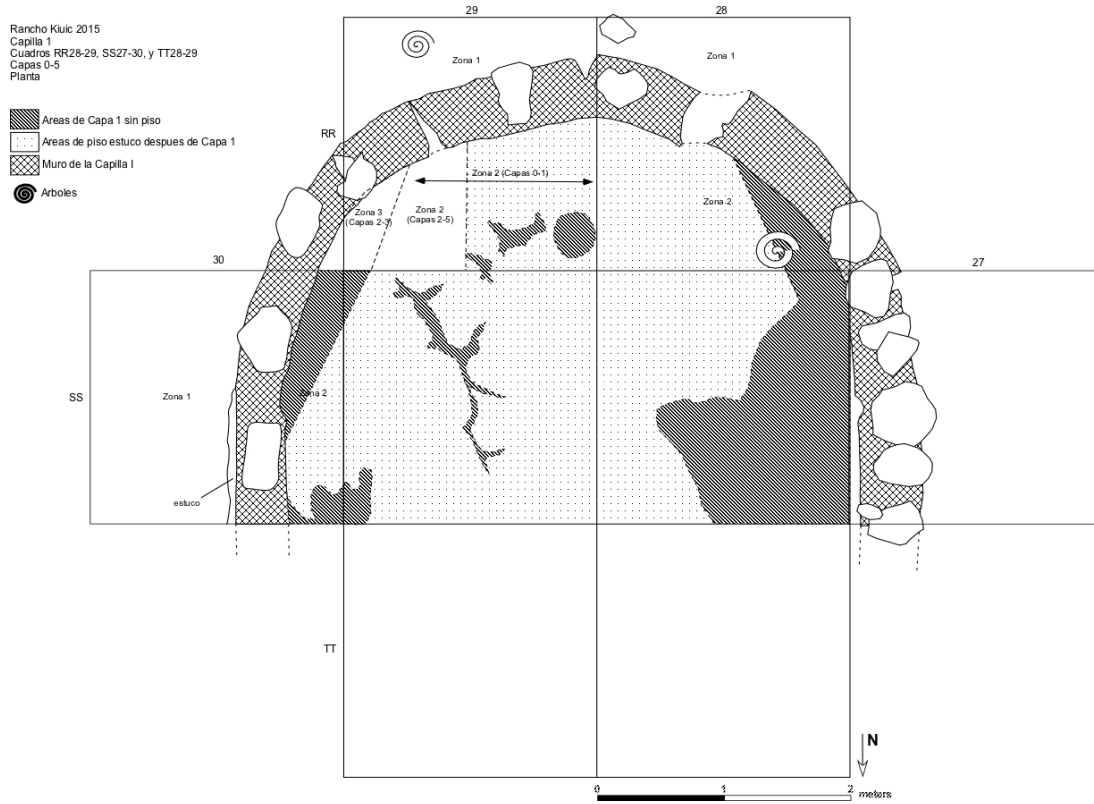 Rancho Kiuic 2015
Capilla 1
Cuadros RR28-29, SS27-30, y TT28-29
Capas 0-5
Planta
Areas de Capa 1 sin piso
Areas de piso estuco despues de Capa 1
Muro de la Capilla I
Arboles
29
28
Zona 1
Zona 1
RR
Zona 2 (Capas 0-1)
Zona 3
(Capas 2-3)
Zona 2
(Capas 2-5)
Zona 2
30
27
SS
Zona 1
Zona 2
estuco
TT
N
0
1
2
meters